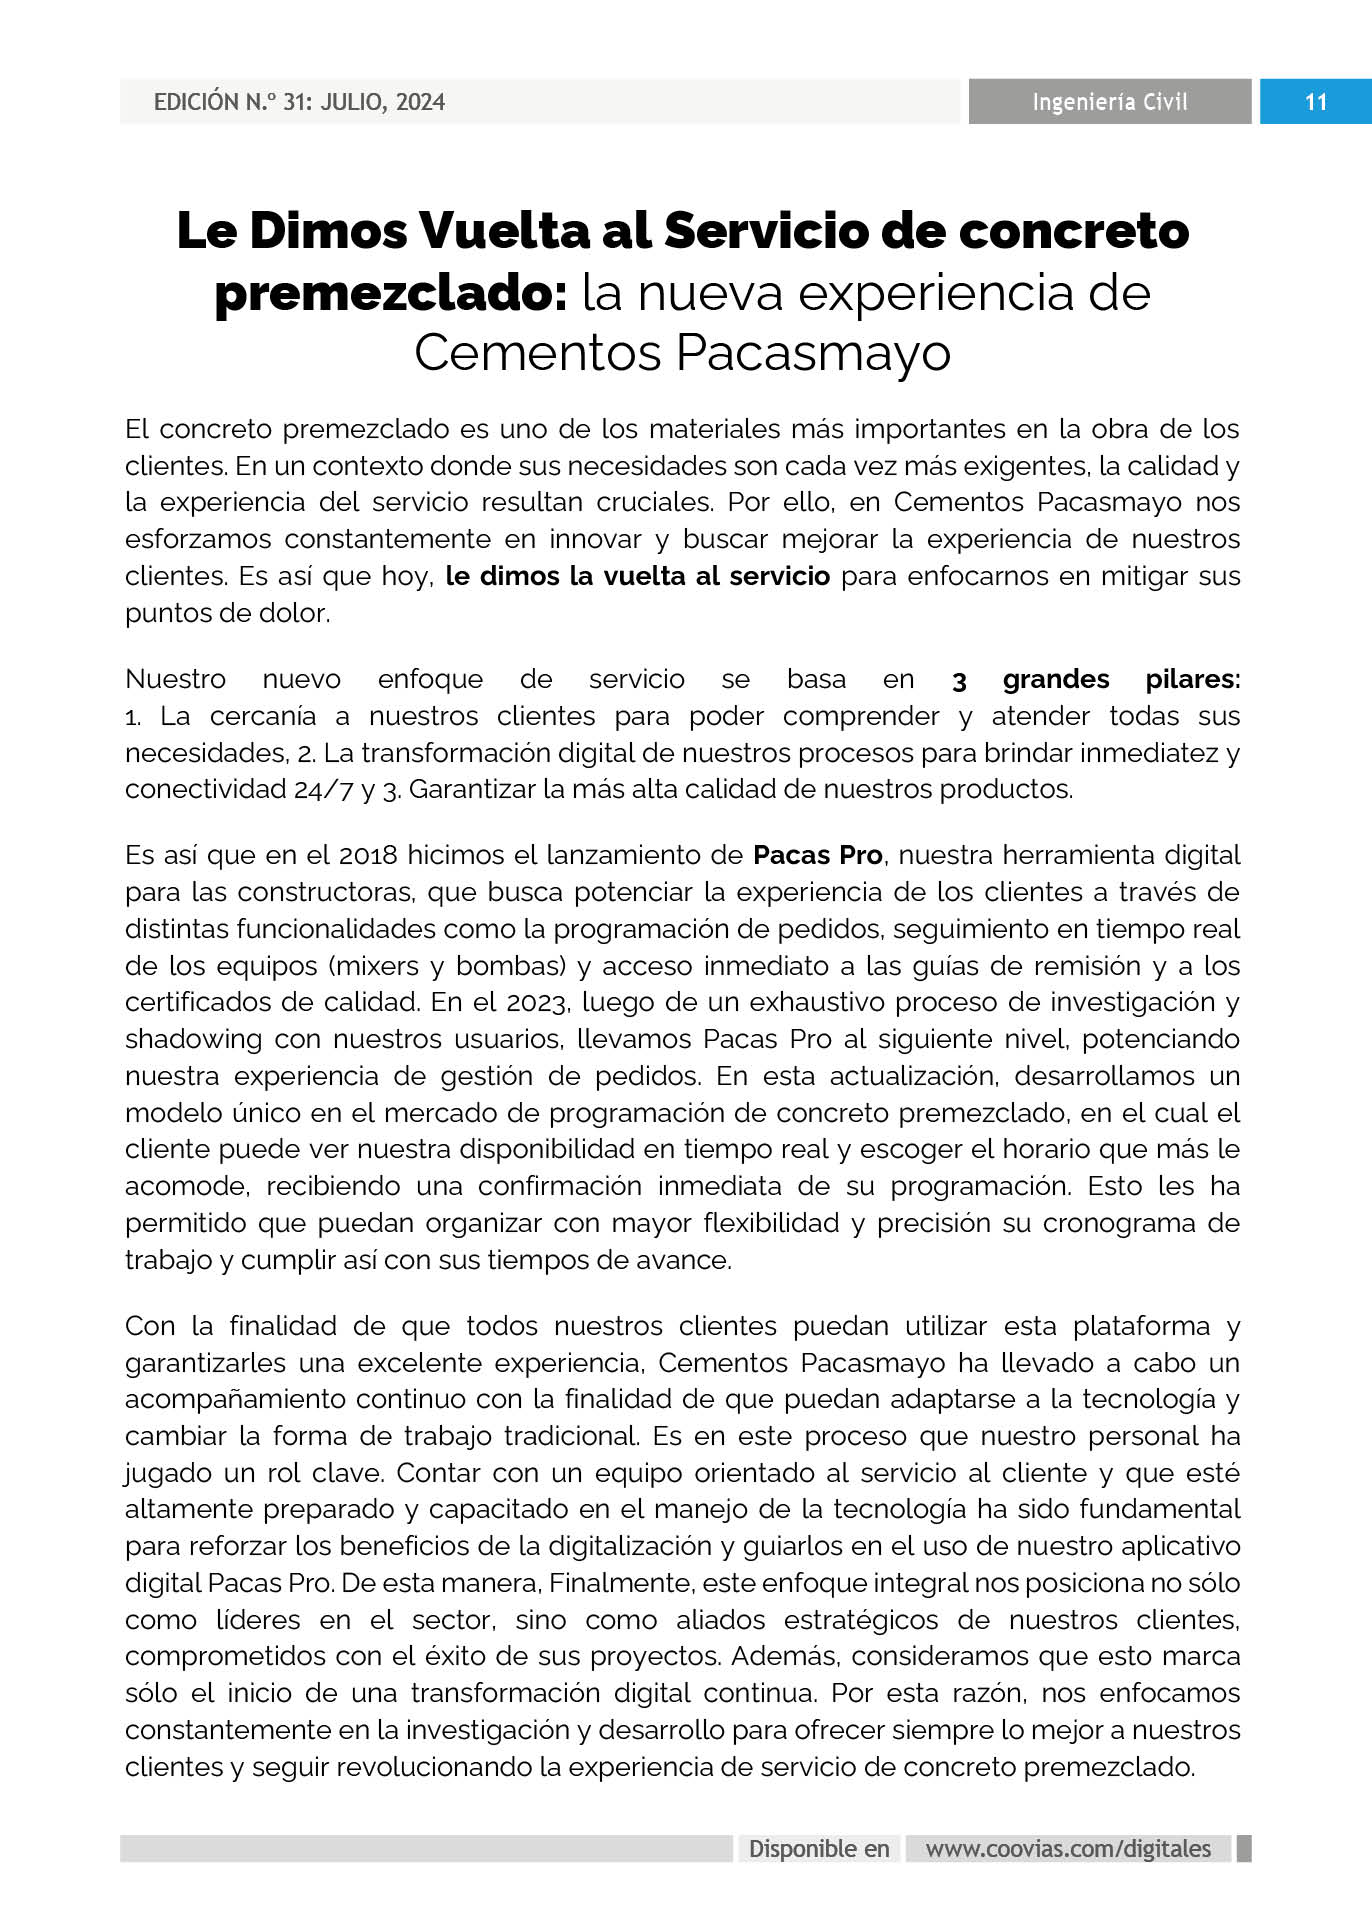 EDICIÓN N.º 31: JULIO, 2024
Ingeniería Civil
11
Le Dimos Vuelta al Servicio de concreto
premezclado: la nueva experiencia de
Cementos Pacasmayo
El concreto premezclado es uno de los materiales más importantes en la obra de los
clientes. En un contexto donde sus necesidades son cada vez más exigentes, la calidad y
la experiencia del servicio resultan cruciales. Por ello, en Cementos Pacasmayo nos
esforzamos constantemente en innovar y buscar mejorar la experiencia de nuestros
clientes. Es así que hoy, le dimos la vuelta al servicio para enfocarnos en mitigar sus
puntos de dolor.
Nuestro nuevo enfoque de servicio se basa en 3 grandes pilares:
1. La cercanía a nuestros clientes para poder comprender y atender todas sus
necesidades, 2. La transformación digital de nuestros procesos para brindar inmediatez y
conectividad 24/7 y 3. Garantizar la más alta calidad de nuestros productos.
Es así que en el 2018 hicimos el lanzamiento de Pacas Pro, nuestra herramienta digital
para las constructoras, que busca potenciar la experiencia de los clientes a través de
distintas funcionalidades como la programación de pedidos, seguimiento en tiempo real
de los equipos (mixers y bombas) y acceso inmediato a las guías de remisión y a los
certificados de calidad. En el 2023, luego de un exhaustivo proceso de investigación y
shadowing con nuestros usuarios, llevamos Pacas Pro al siguiente nivel, potenciando
nuestra experiencia de gestión de pedidos. En esta actualización, desarrollamos un
modelo único en el mercado de programación de concreto premezclado, en el cual el
cliente puede ver nuestra disponibilidad en tiempo real y escoger el horario que más le
acomode, recibiendo una confirmación inmediata de su programación. Esto les ha
permitido que puedan organizar con mayor flexibilidad y precisión su cronograma de
trabajo y cumplir así con sus tiempos de avance.
Con la finalidad de que todos nuestros clientes puedan utilizar esta plataforma y
garantizarles una excelente experiencia, Cementos Pacasmayo ha llevado a cabo un
acompañamiento continuo con la finalidad de que puedan adaptarse a la tecnología y
cambiar la forma de trabajo tradicional. Es en este proceso que nuestro personal ha
jugado un rol clave. Contar con un equipo orientado al servicio al cliente y que esté
altamente preparado y capacitado en el manejo de la tecnología ha sido fundamental
para reforzar los beneficios de la digitalización y guiarlos en el uso de nuestro aplicativo
digital Pacas Pro. De esta manera, Finalmente, este enfoque integral nos posiciona no sólo
como líderes en el sector, sino como aliados estratégicos de nuestros clientes,
comprometidos con el éxito de sus proyectos. Además, consideramos que esto marca
sólo el inicio de una transformación digital continua. Por esta razón, nos enfocamos
constantemente en la investigación y desarrollo para ofrecer siempre lo mejor a nuestros
clientes y seguir revolucionando la experiencia de servicio de concreto premezclado.
Disponible en
www.coovias.com/digitales